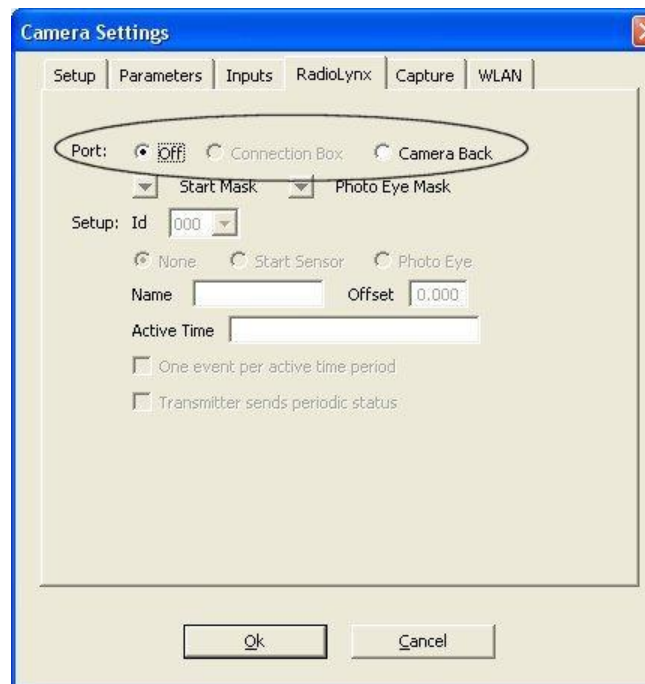 Camera Settings
Setup Parameters Inputs RadioLynx Capture WLAN
Port: Off Connection Box Camera Back
Start Mask Photo Eye Mask
Setup: Id 000
None Start Sensor Photo Eye
Name Offset 0.000
Active Time
One event per active time period
Transmitter sends periodic status
Ok Cancel